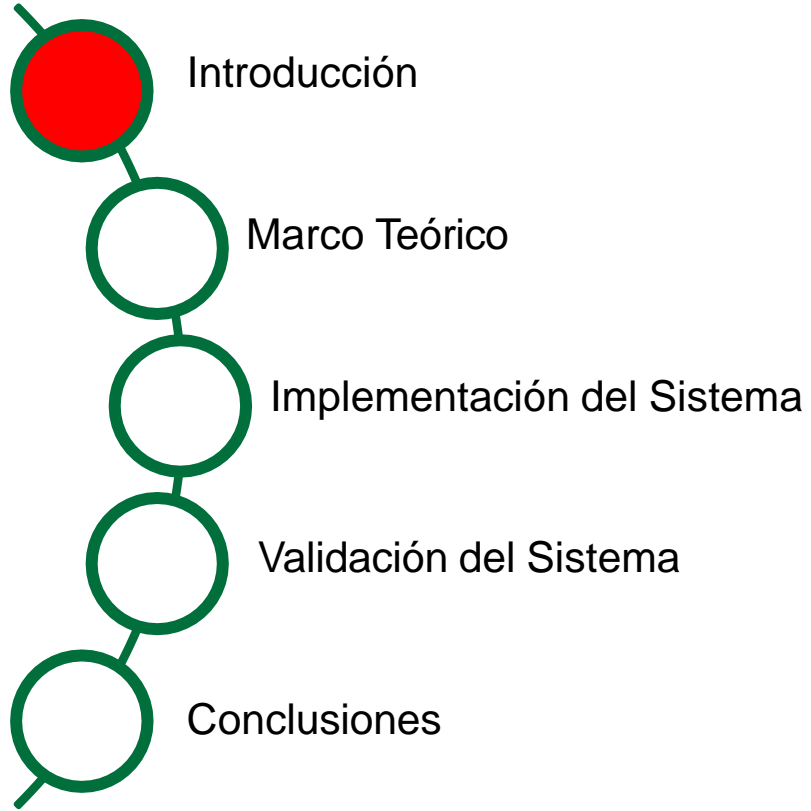 Introducción
Marco Teórico
Implementación del Sistema
Validación del Sistema
Conclusiones